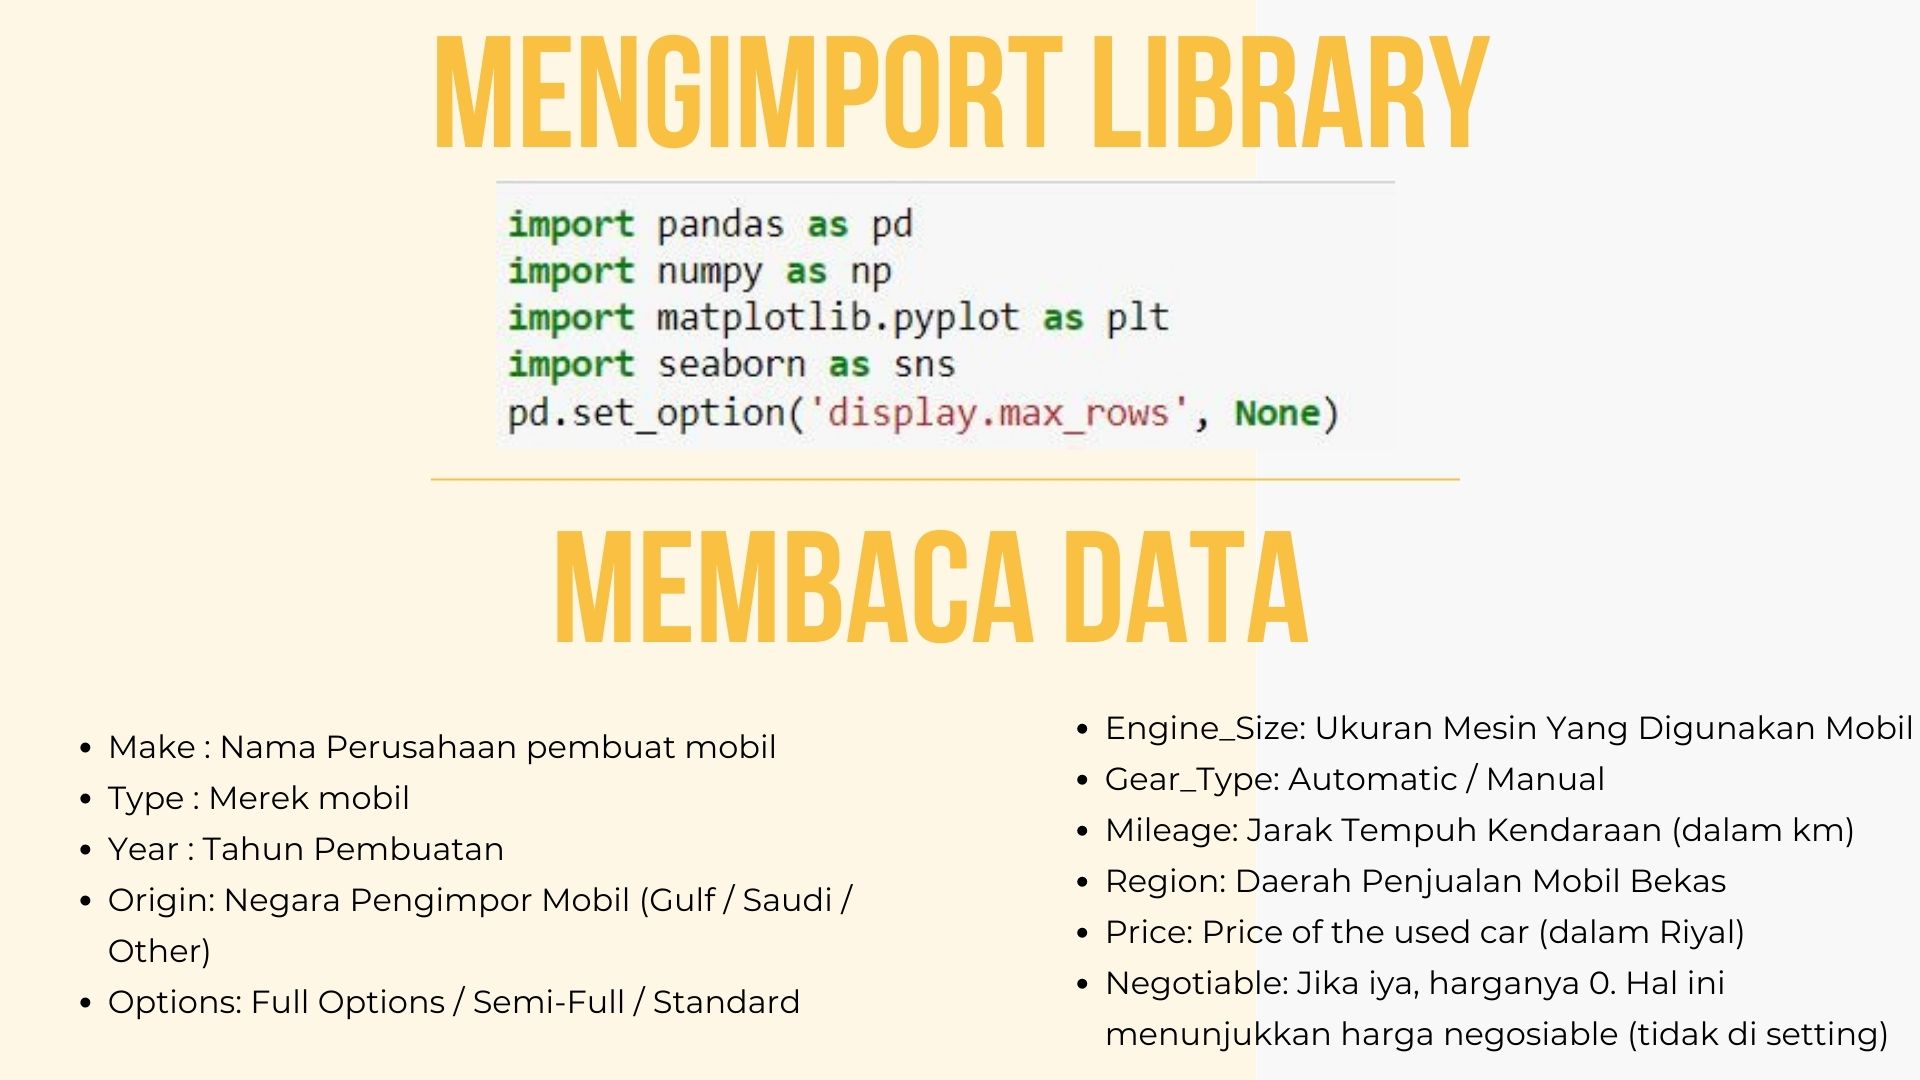 MENGIMPORT LIBRARY
import pandas as pd
import numpy as np
import matplotlib.pyplot as plt
import seaborn as sns
pd.set_option('display.max_rows', None)
MEMBACA DATA
• Make : Nama Perusahaan pembuat mobil
• Type : Merek mobil
• Year : Tahun Pembuatan
• Origin: Negara Pengimpor Mobil (Gulf / Saudi /
Other)
• Options: Full Options / Semi-Full / Standard
• Engine_Size: Ukuran Mesin Yang Digunakan Mobil
• Gear_Type: Automatic / Manual
• Mileage: Jarak Tempuh Kendaraan (dalam km)
• Region: Daerah Penjualan Mobil Bekas
• Price: Price of the used car (dalam Riyal)
• Negotiable: Jika iya, harganya 0. Hal ini
menunjukkan harga negosiable (tidak di setting)